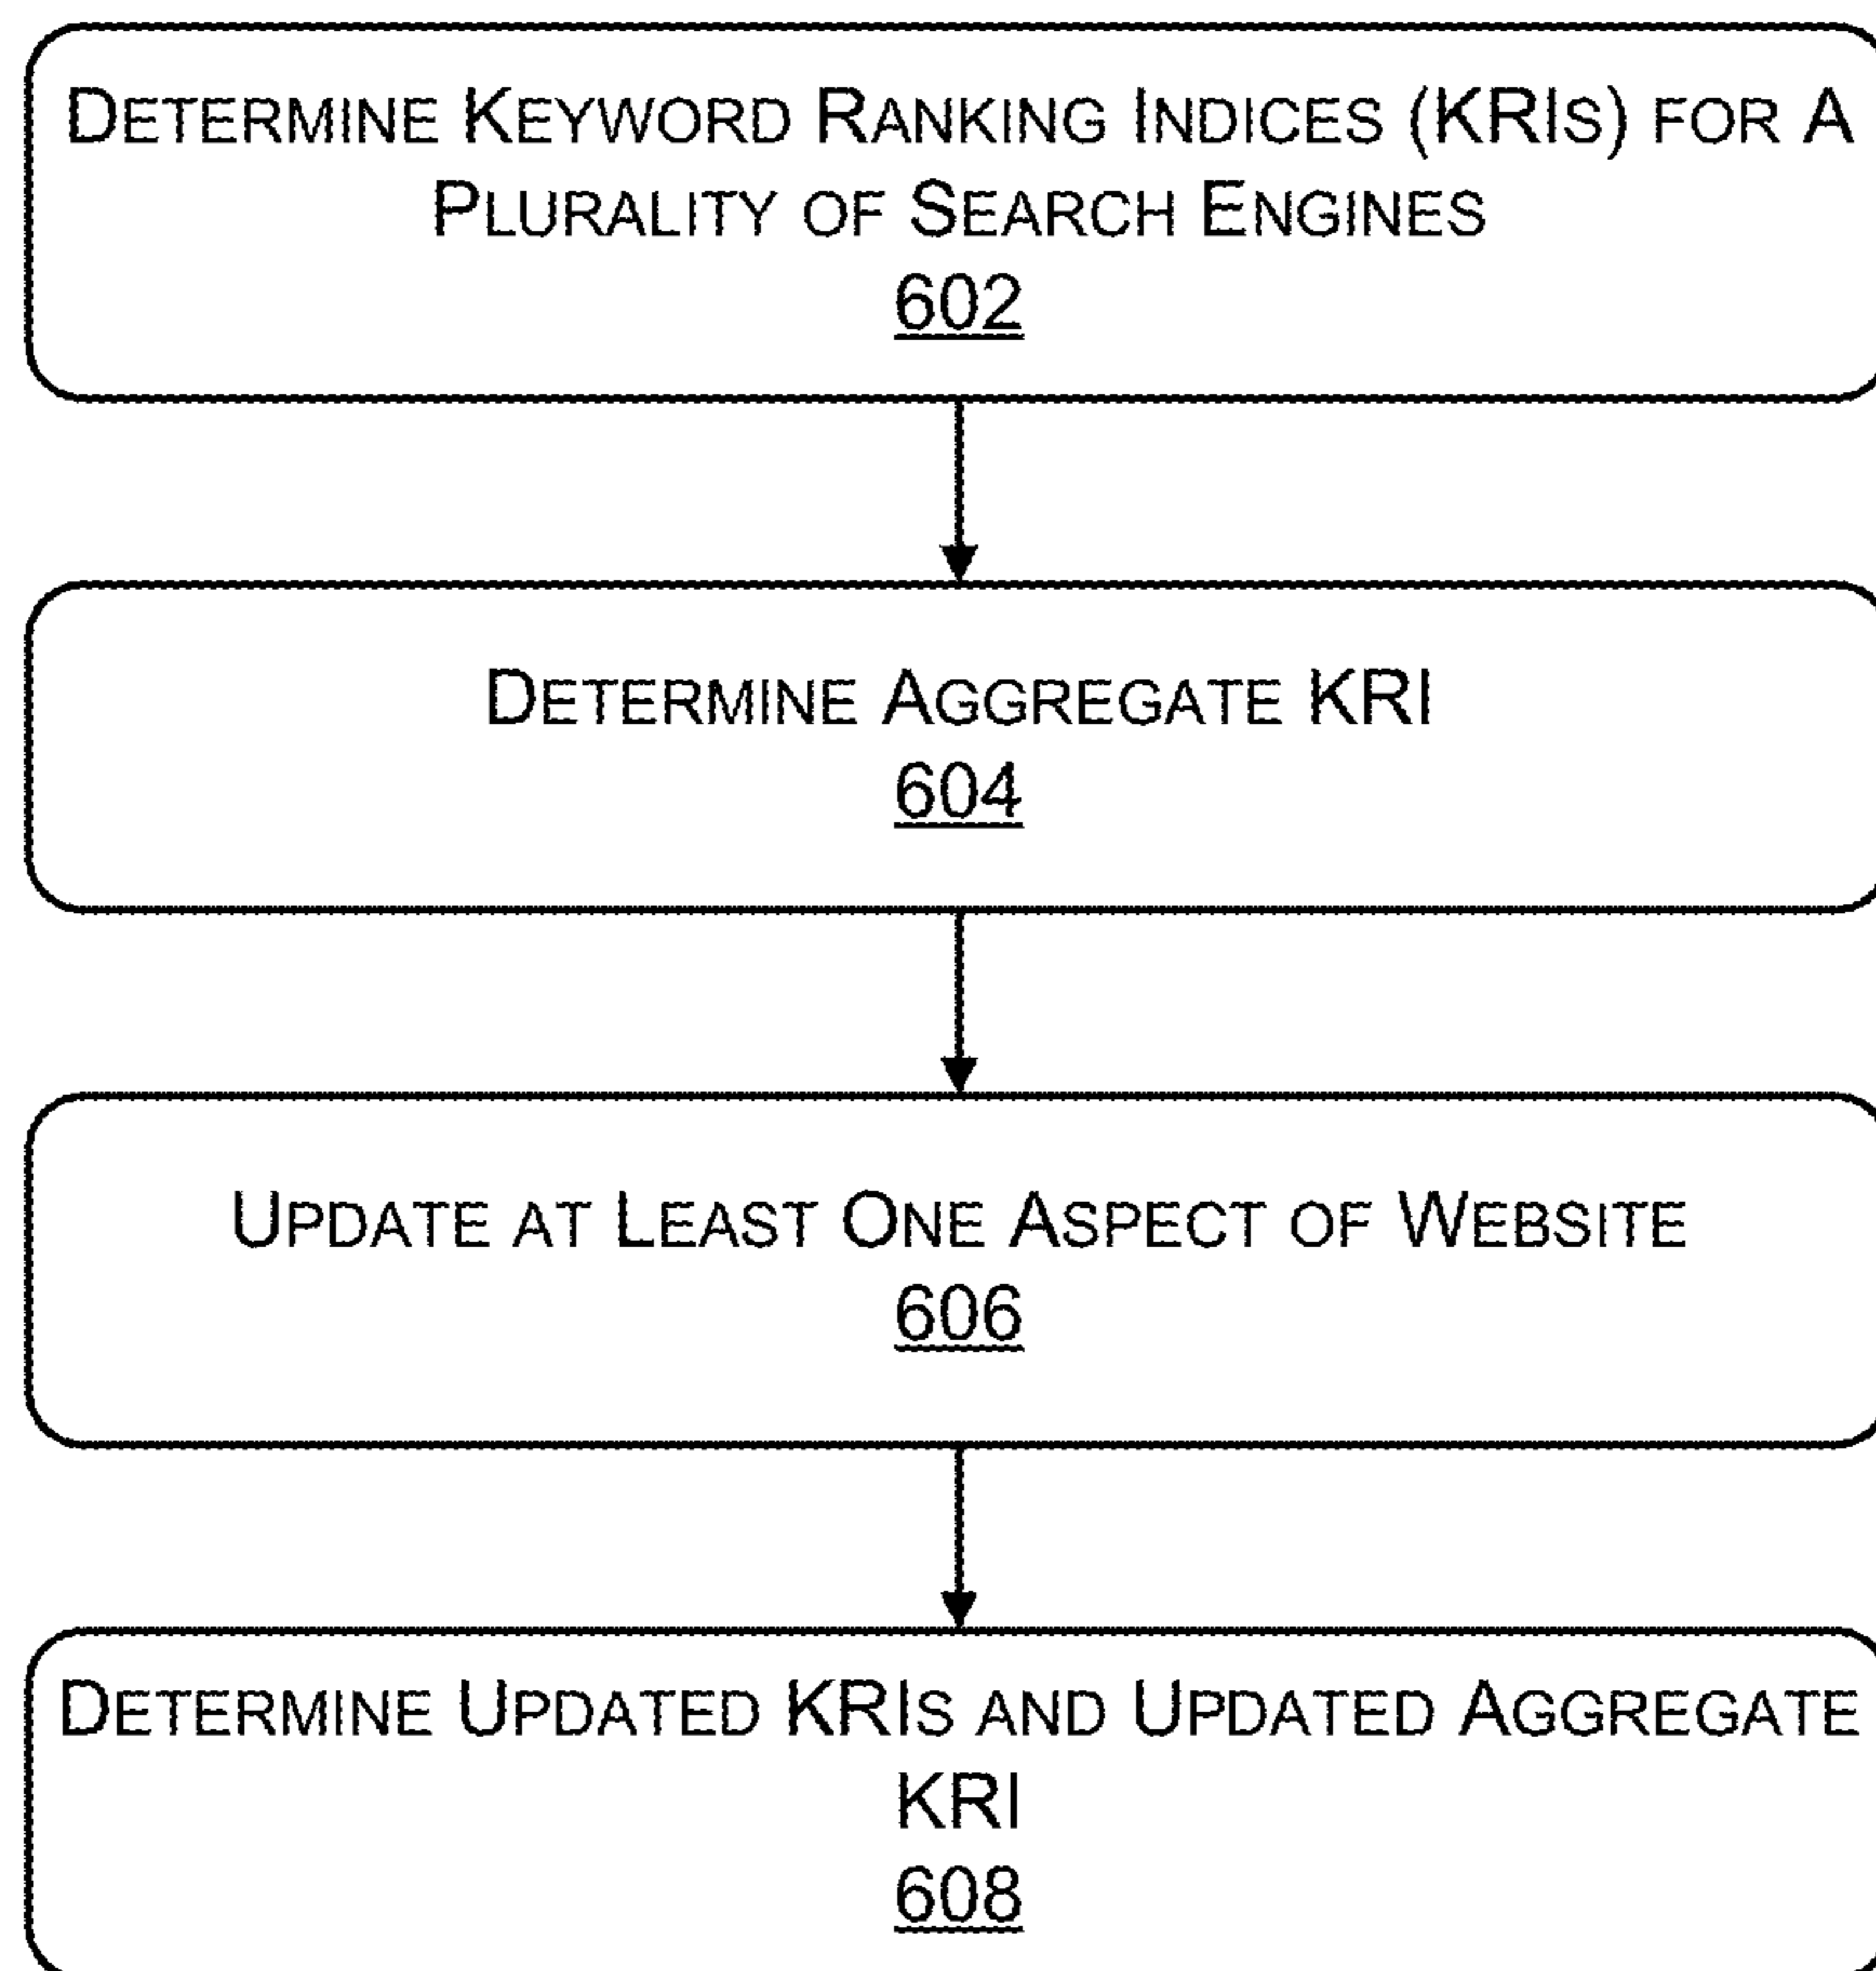 DETERMINE KEYWORD RANKING INDICES (KRIS) FOR A
PLURALITY OF SEARCH ENGINES
602
DETERMINE AGGREGATE KRI
604
UPDATE AT LEAST ONE ASPECT OF WEBSITE
606
DETERMINE UPDATED KRIS AND UPDATED AGGREGATE
KRI
608